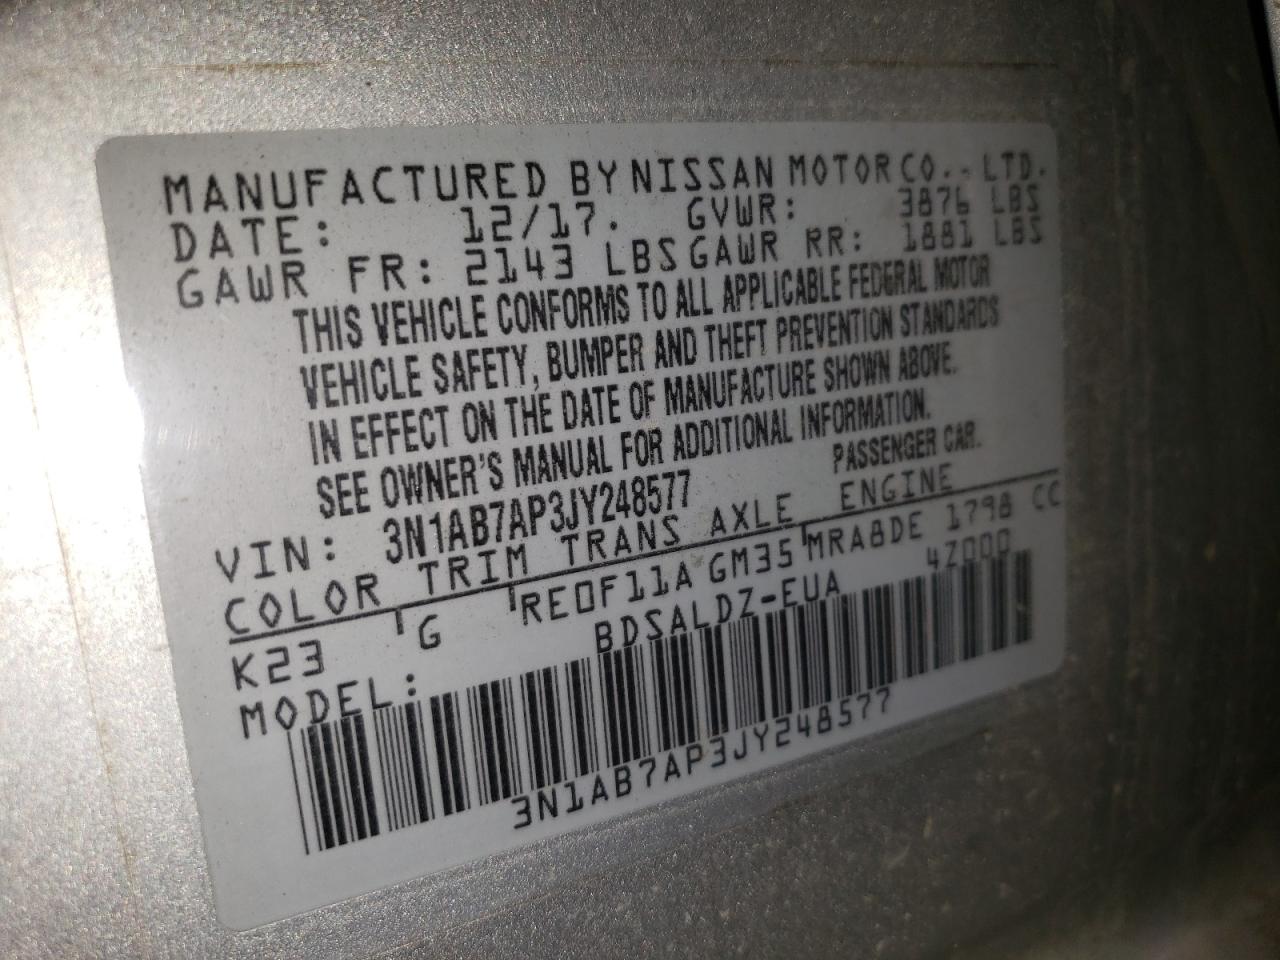 MANUFACTURED BY NISSAN MOTOR CO., LTD.
DATE: 12/17. GVWR: 3876 LBS
GAWR FR: 2143 LBS GAWR RR: 1881 LBS
THIS VEHICLE CONFORMS TO ALL APPLICABLE FEDERAL MOTOR
VEHICLE SAFETY, BUMPER AND THEFT PREVENTION STANDARDS
IN EFFECT ON THE DATE OF MANUFACTURE SHOWN ABOVE.
SEE OWNER'S MANUAL FOR ADDITIONAL INFORMATION.
VIN: 3N1AB7AP3JY248577 PASSENGER CAR.
COLOR TRIM TRANS AXLE ENGINE
K23 G RE0F11A GM35 MRA8DE 1798 CC
MODEL: BDSALDZ-EUA 4Z000
3N1AB7AP3JY248577